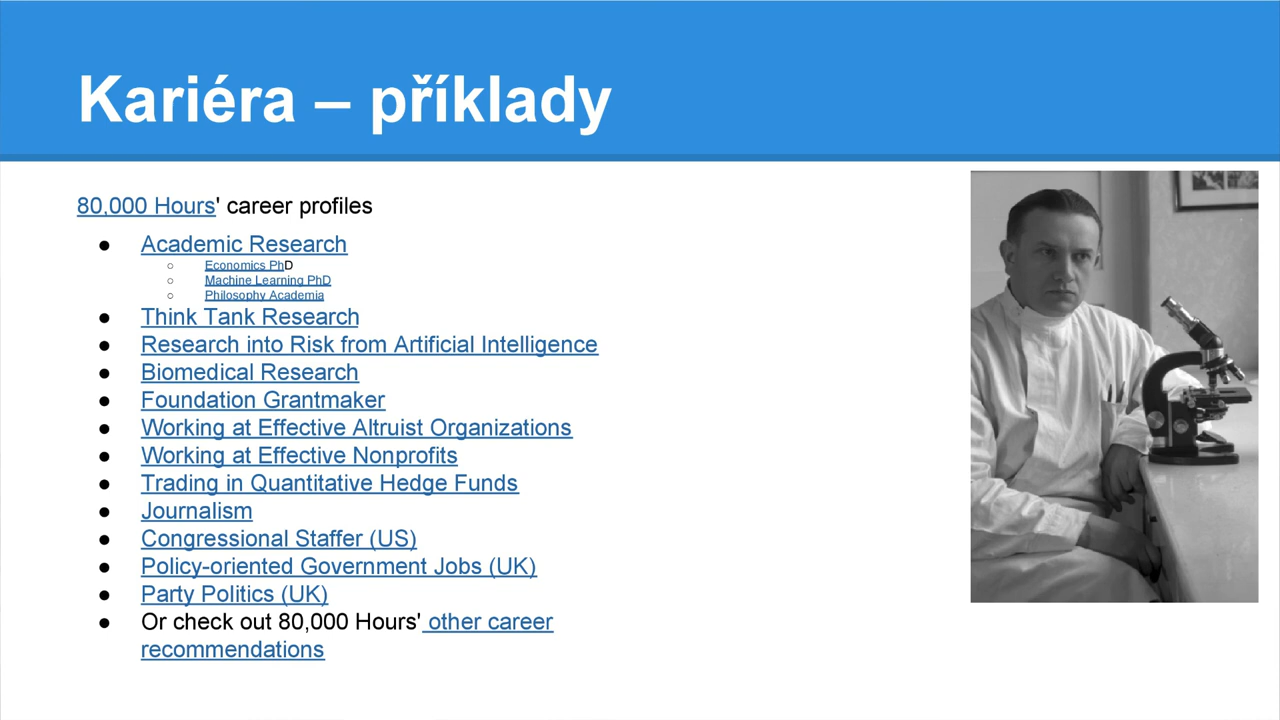 Kariéra – příklady
80,000 Hours' career profiles
● Academic Research
○ Economics PhD
○ Machine Learning PhD
○ Philosophy Academia
● Think Tank Research
● Research into Risk from Artificial Intelligence
● Biomedical Research
● Foundation Grantmaker
● Working at Effective Altruist Organizations
● Working at Effective Nonprofits
● Trading in Quantitative Hedge Funds
● Journalism
● Congressional Staffer (US)
● Policy-oriented Government Jobs (UK)
● Party Politics (UK)
● Or check out 80,000 Hours' other career
recommendations